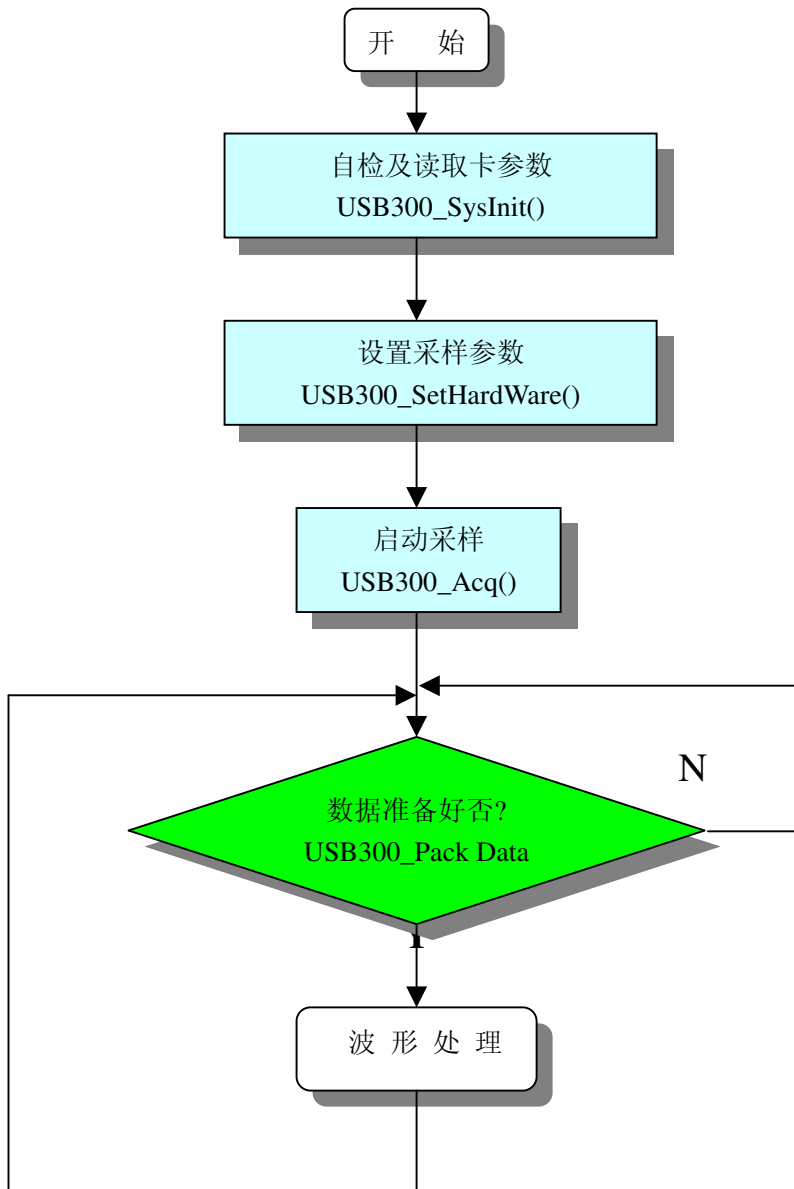 开 始
自检及读取卡参数
USB300_SysInit()
设置采样参数
USB300_SetHardWare()
启动采样
USB300_Acq()
N
数据准备好否?
USB300_Pack Data
波 形 处 理